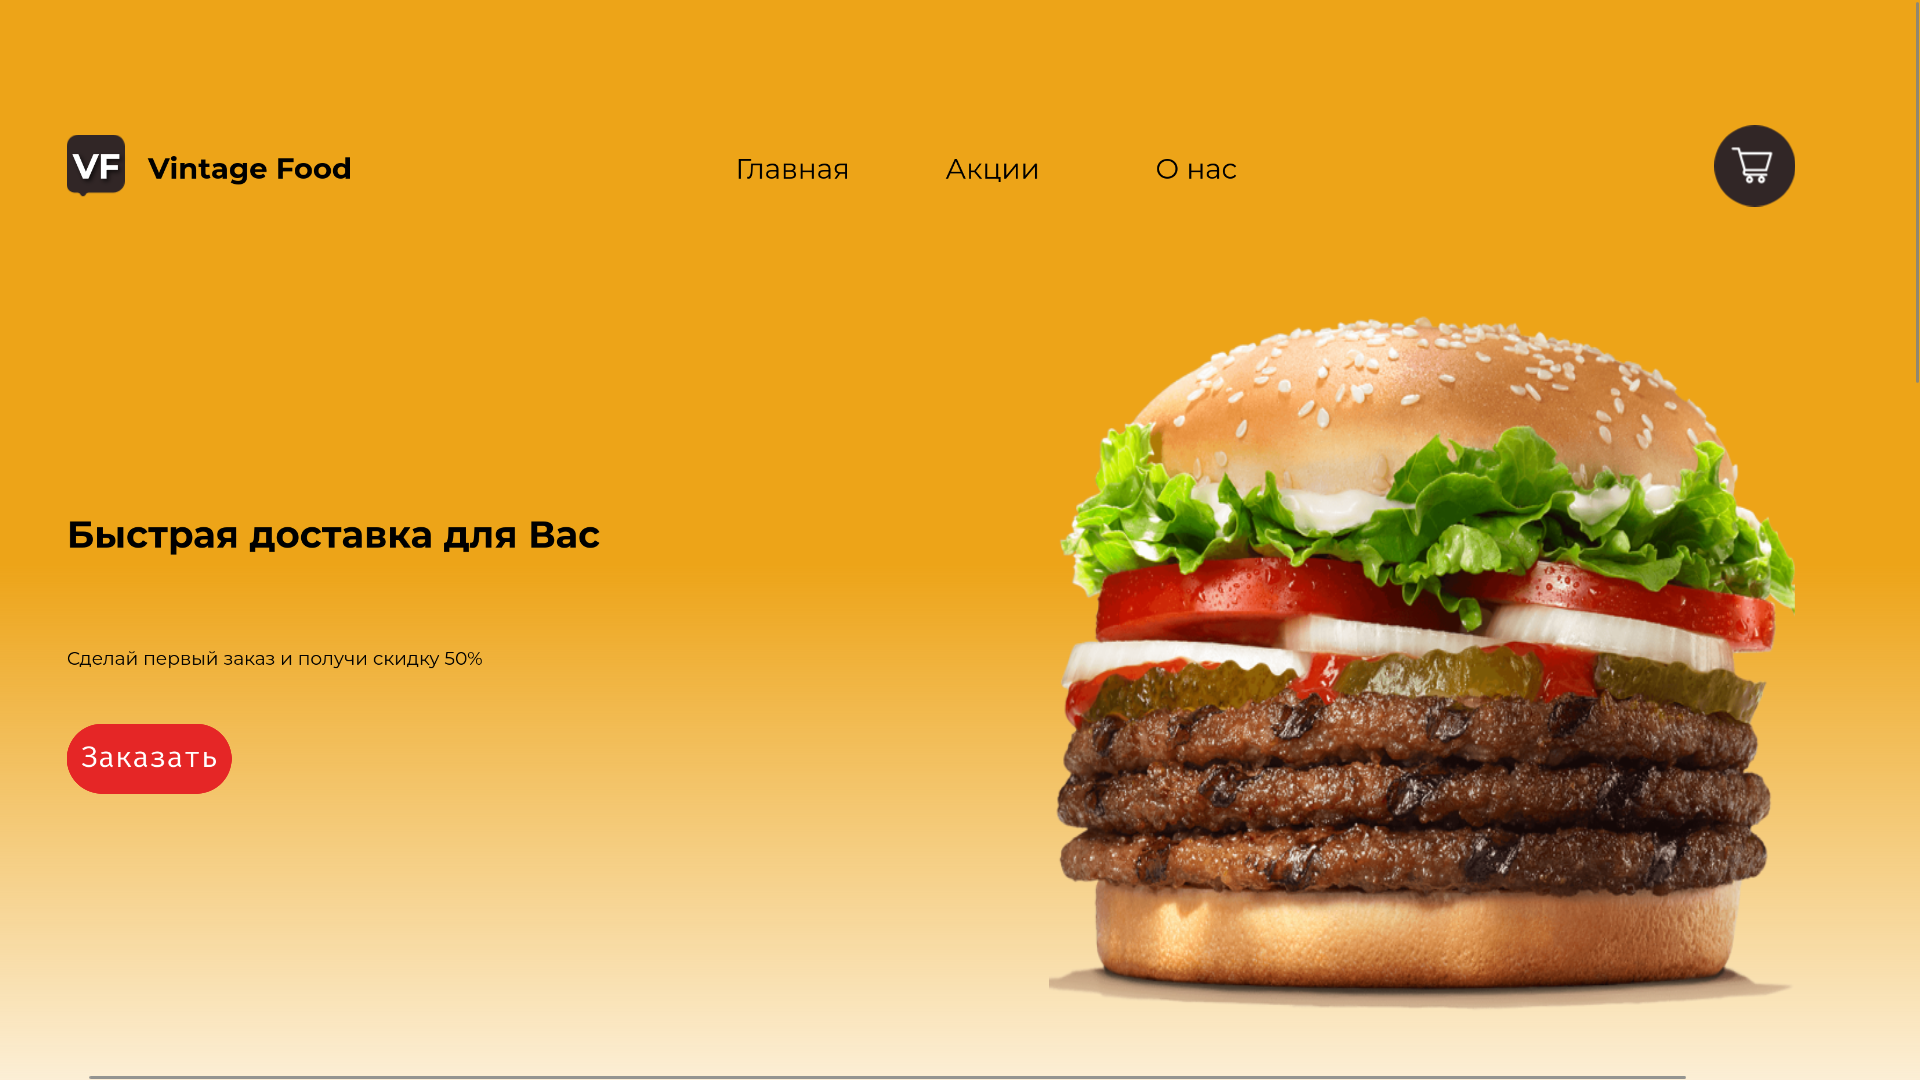 VF
Vintage Food
Главная
Акции
О нас
Быстрая доставка для Вас
Сделай первый заказ и получи скидку 50%
Заказать